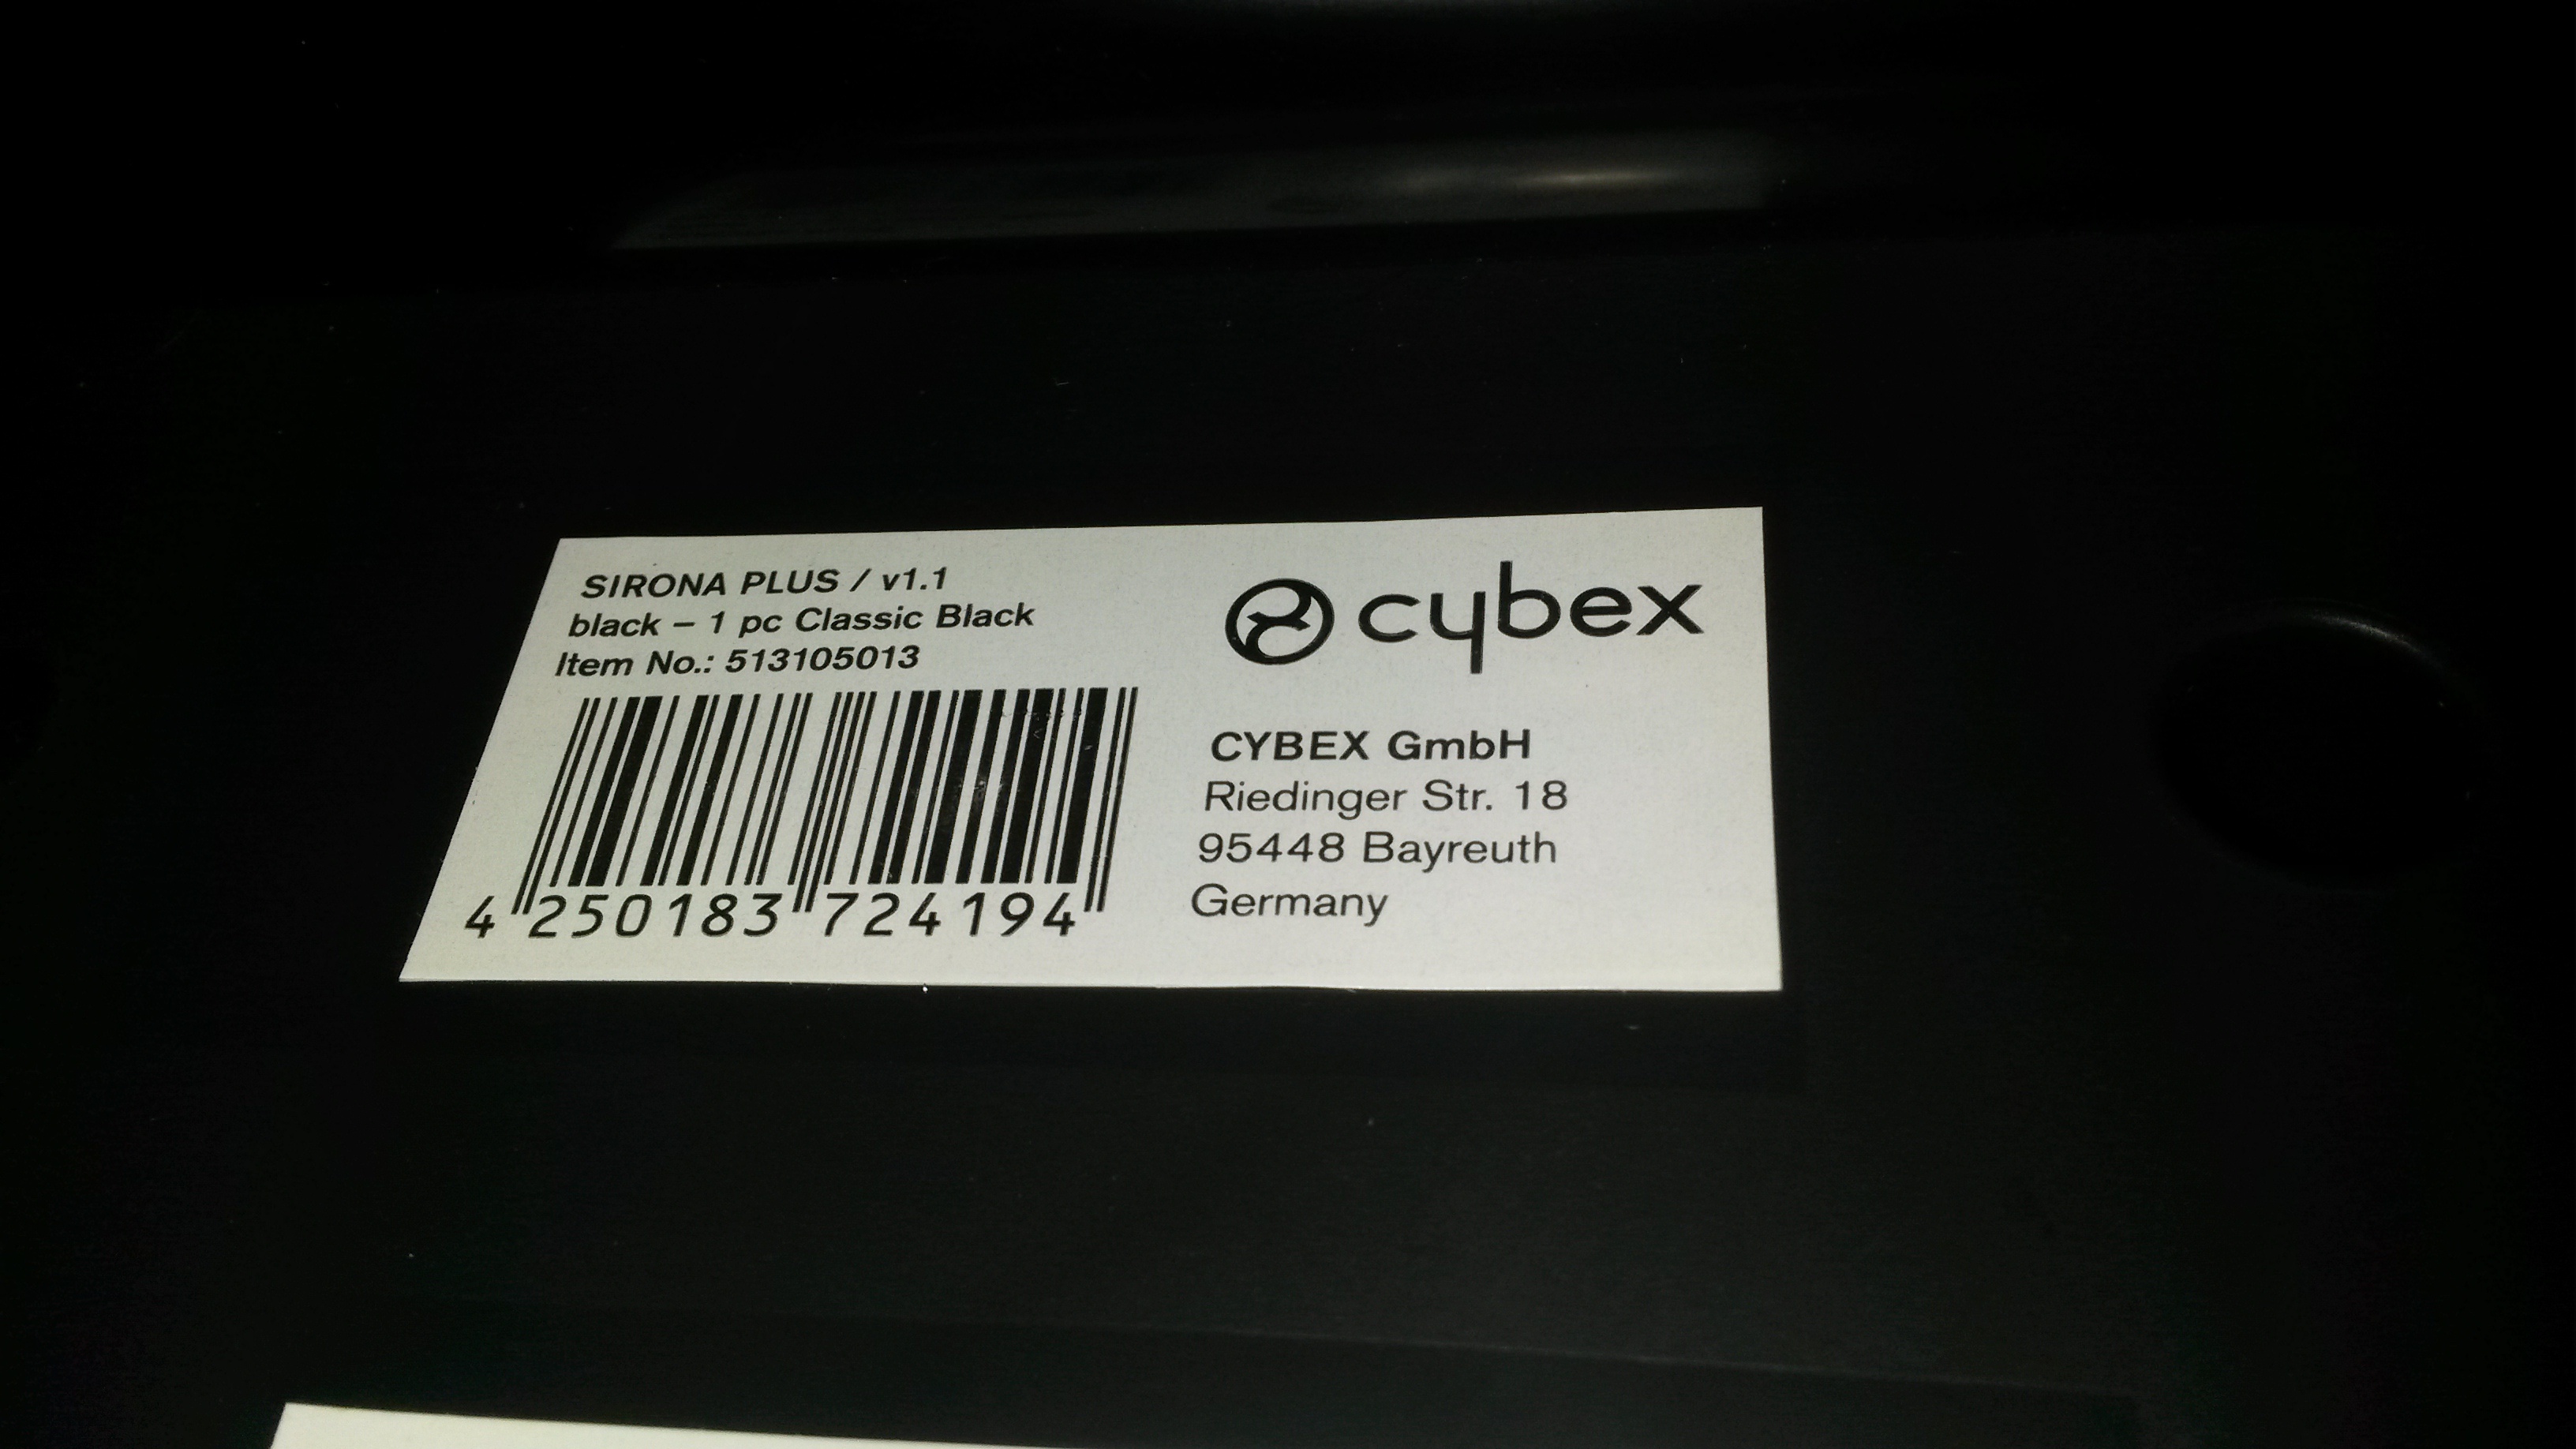 SIRONA PLUS / v1.1
black – 1 pc Classic Black
Item No.: 513105013
4 250183 724194
cybex
CYBEX GmbH
Riedinger Str. 18
95448 Bayreuth
Germany